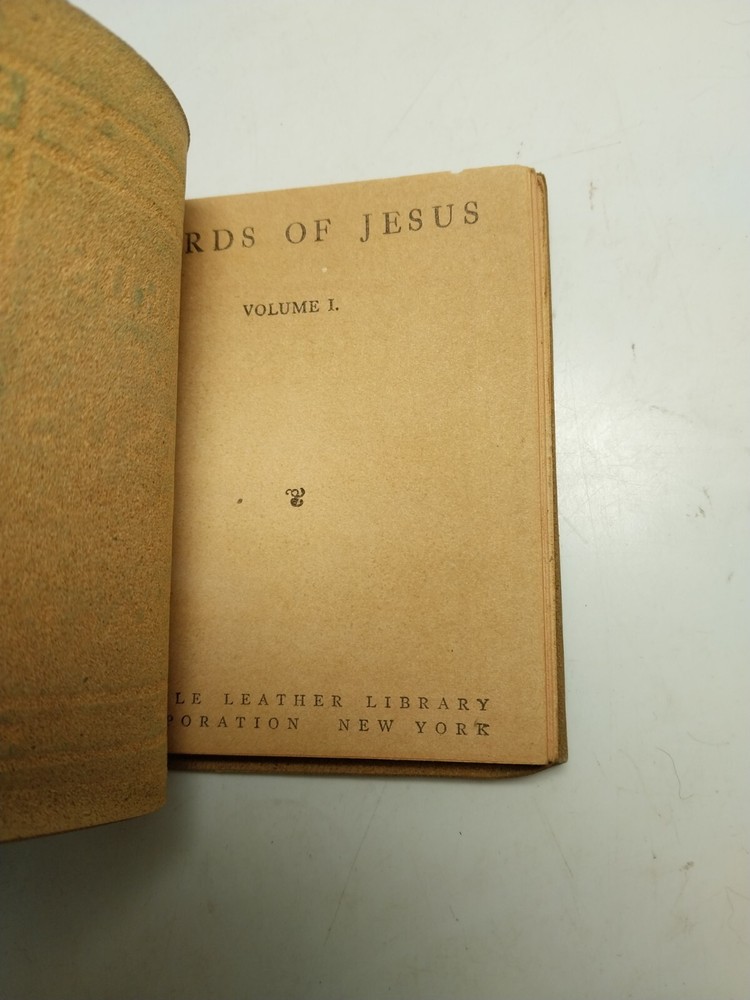 RDS OF JESUS
VOLUME I.
LE LEATHER LIBRARY
PORATION NEW YORK